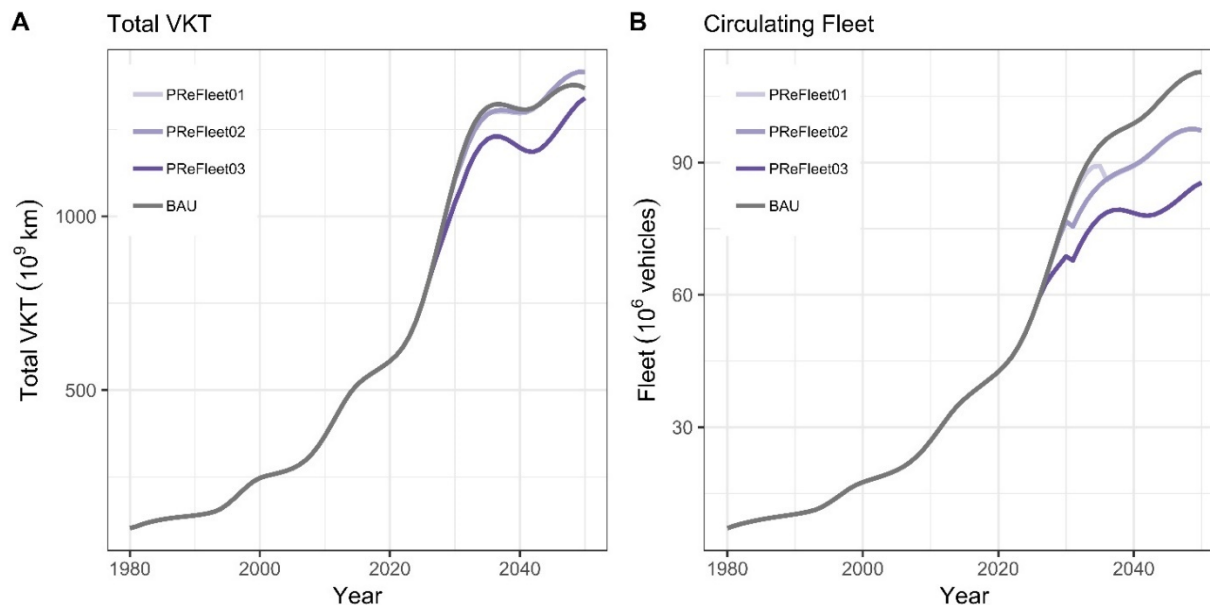 A Total VKT
PReFleet01
PReFleet02
PReFleet03
BAU
Total VKT (10⁹ km)
1000
500
1980 2000 2020 2040
Year
B Circulating Fleet
PReFleet01
PReFleet02
PReFleet03
BAU
Fleet (10⁶ vehicles)
90
60
30
1980 2000 2020 2040
Year